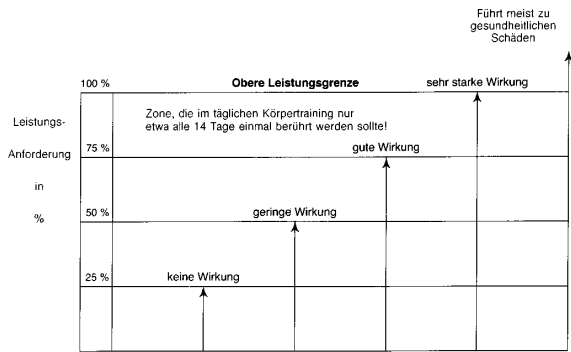 Führt meist zu
gesundheitlichen
Schäden
100 %
Obere Leistungsgrenze
sehr starke Wirkung
Zone, die im täglichen Körpertraining nur
etwa alle 14 Tage einmal berührt werden sollte!
Leistungs-
Anforderung
in
%
75 %
gute Wirkung
50 %
geringe Wirkung
25 %
keine Wirkung